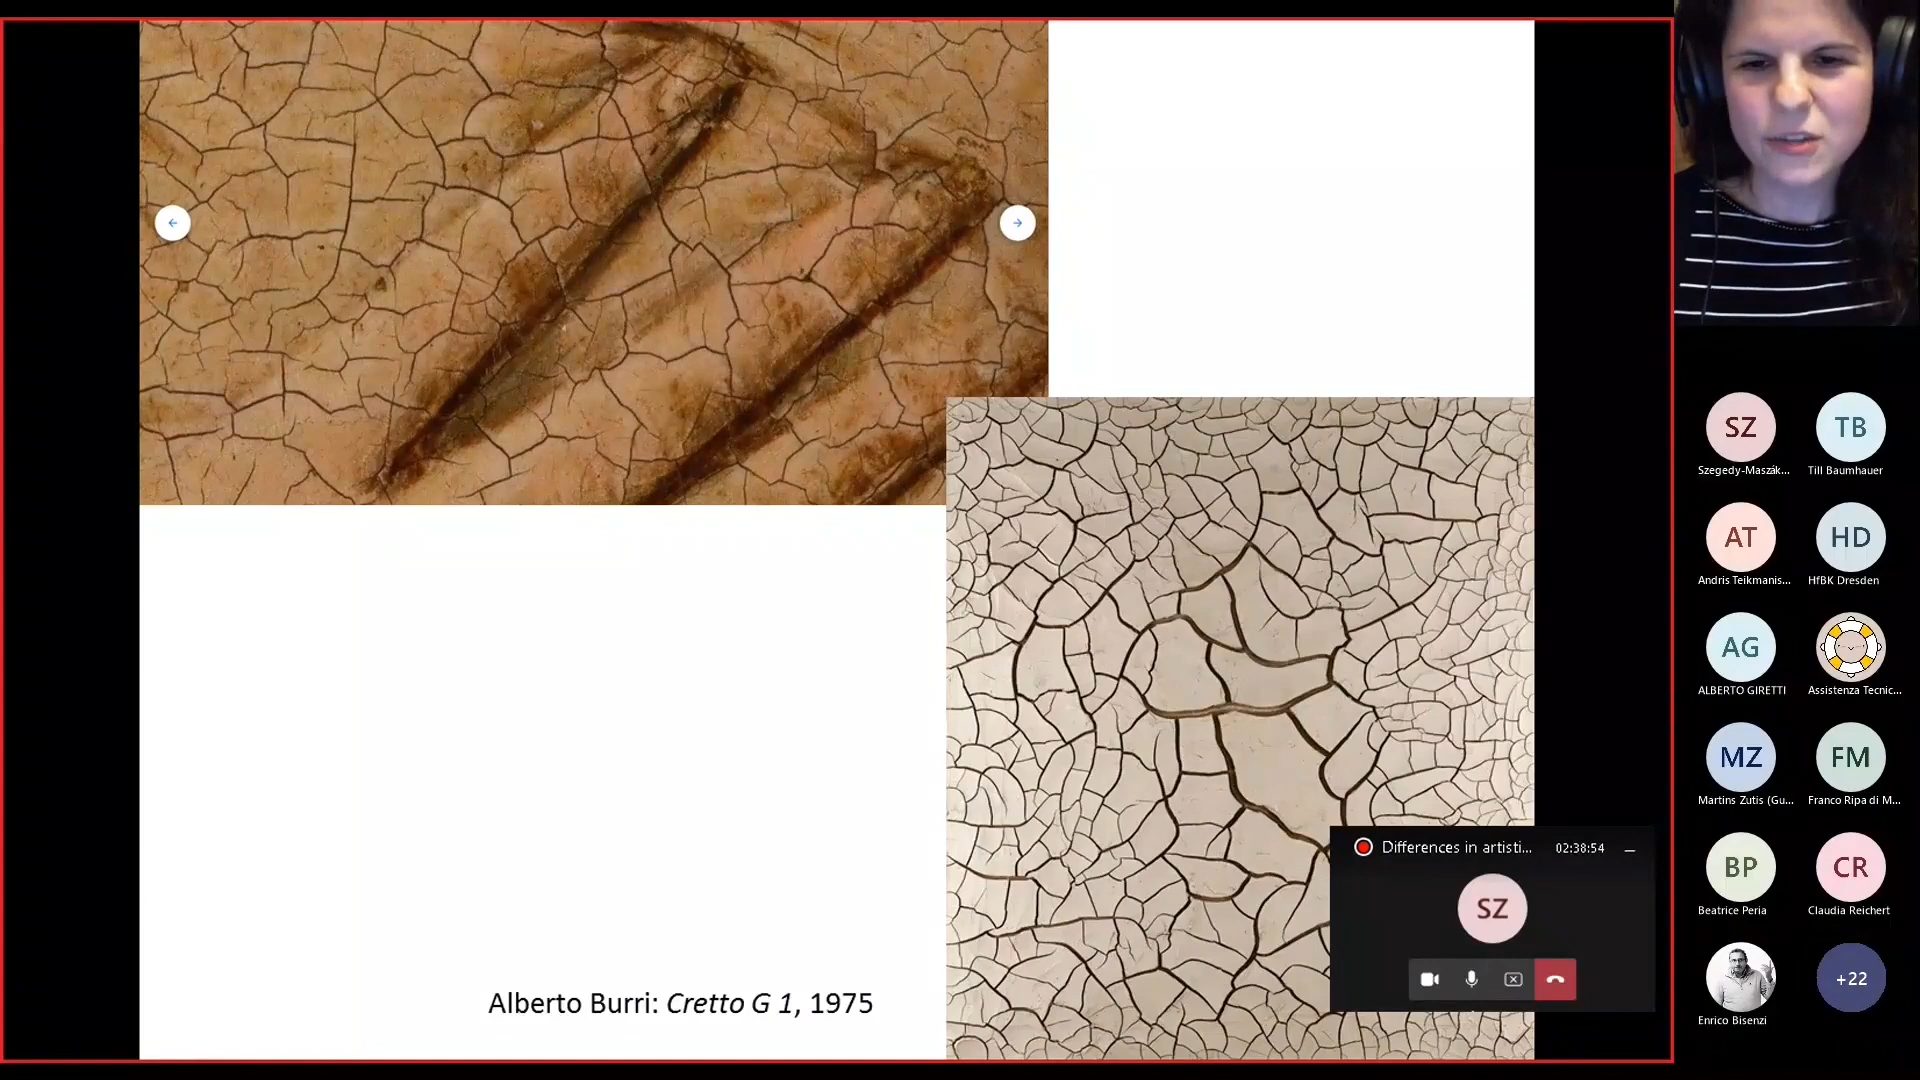 Alberto Burri: Cretto G 1, 1975
Differences in artisti... 02:38:54
SZ
SZ
Szegedy-Maszák...
TB
Till Baumhauer
AT
Andris Teikmanis...
HD
HfBK Dresden
AG
ALBERTO GIRETTI
Assistenza Tecnic...
MZ
Martins Zutis (Gu...
FM
Franco Ripa di M...
BP
Beatrice Peria
CR
Claudia Reichert
Enrico Bisenzi
+22